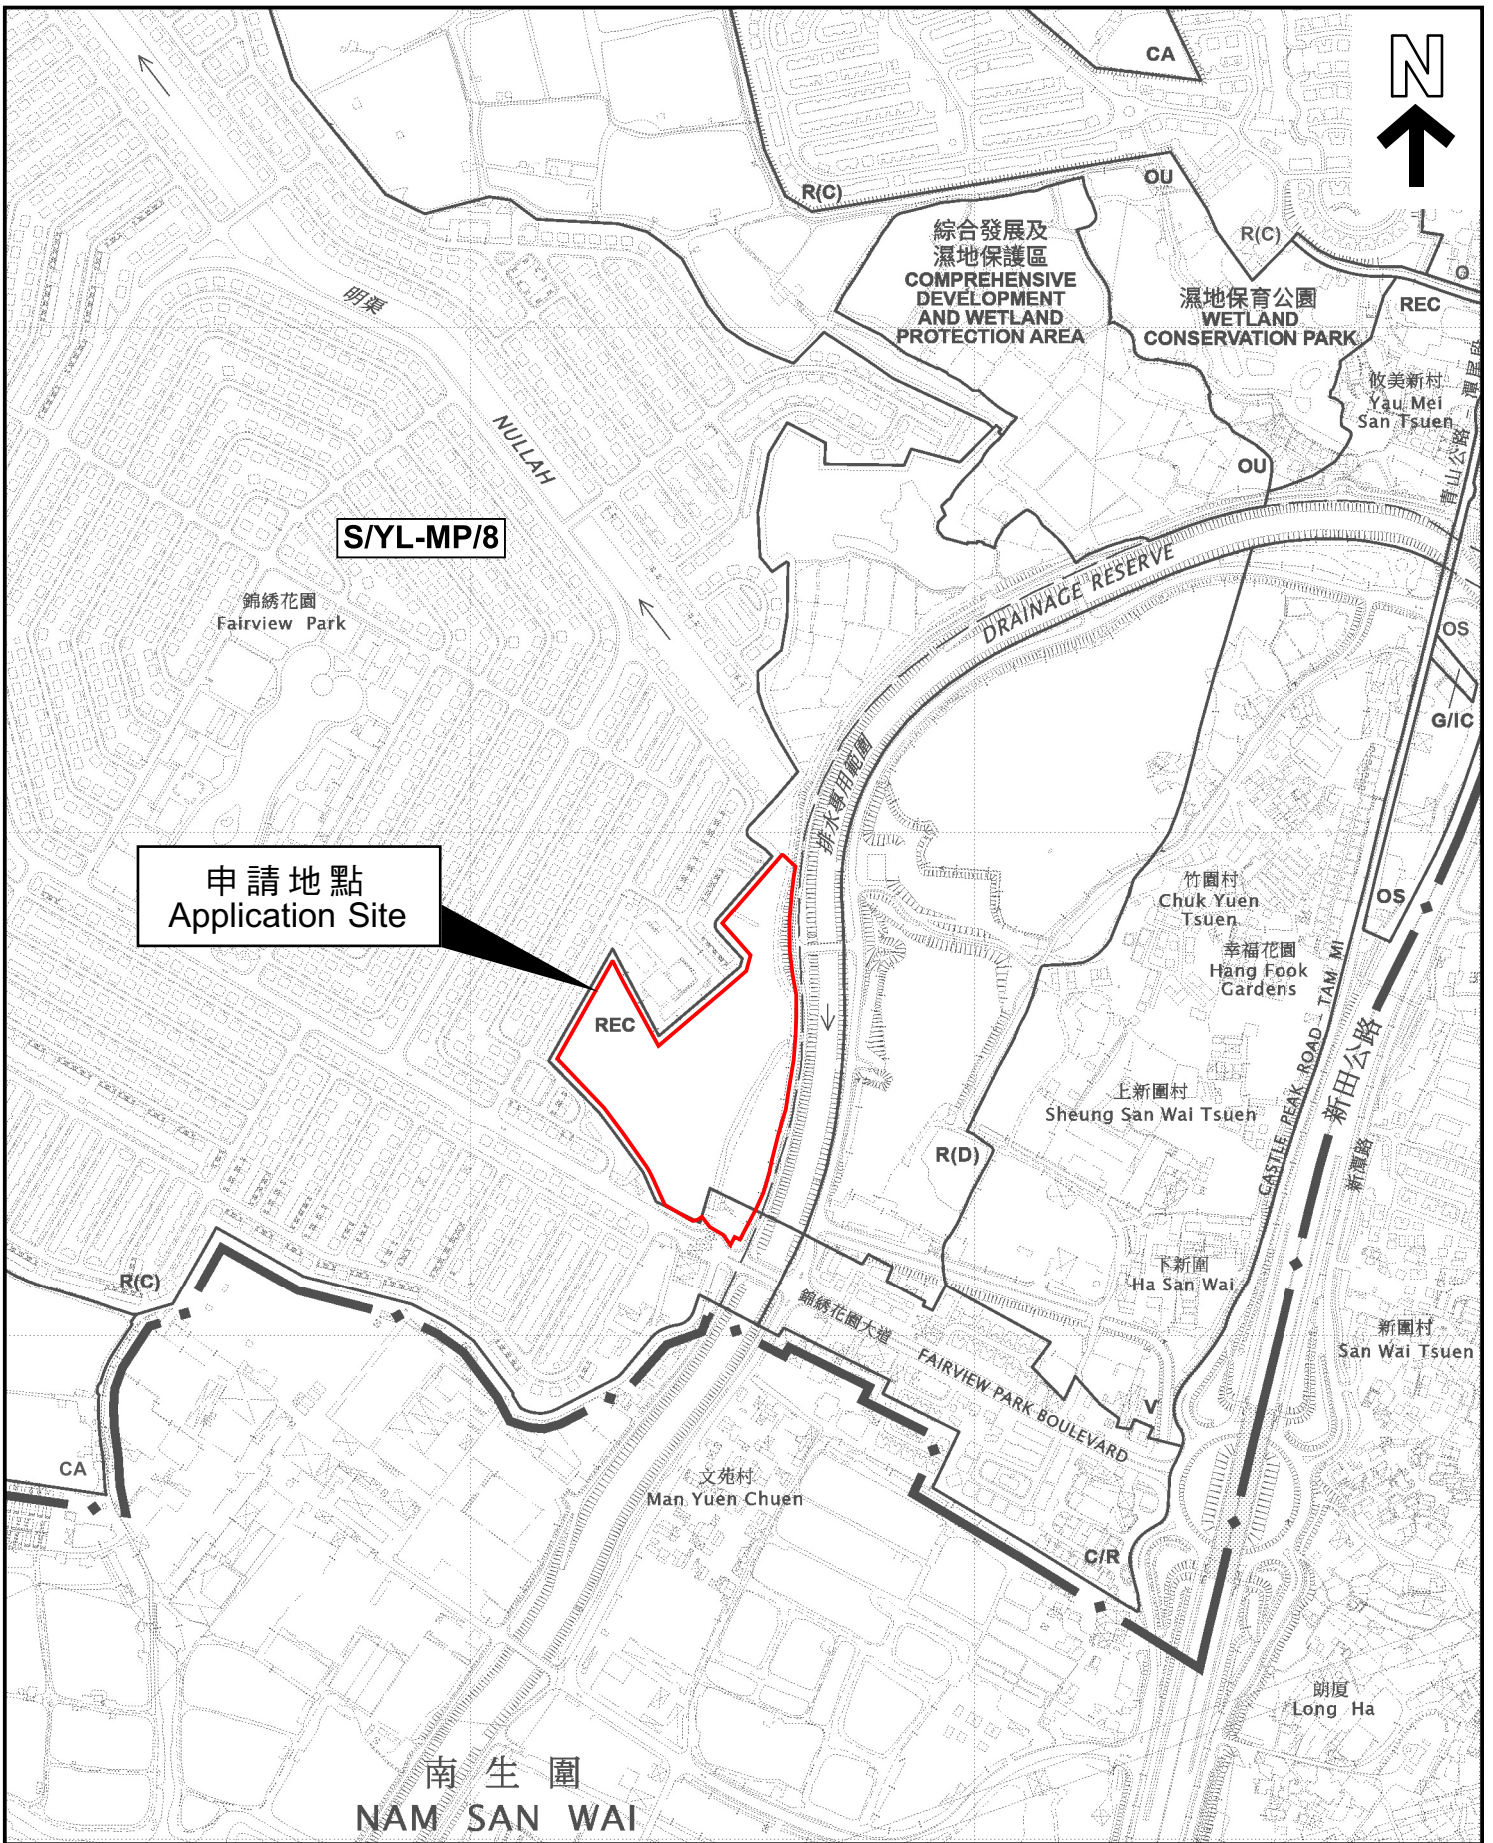 N
CA
R(C)
OU
綜合發展及
濕地保護區
COMPREHENSIVE
DEVELOPMENT
AND WETLAND
PROTECTION AREA
R(C)
濕地保育公園
WETLAND
CONSERVATION PARK
REC
攸美新村
Yau Mei
San Tsuen
明渠
NULLAH
OU
S/YL-MP/8
錦綉花園
Fairview Park
DRAINAGE RESERVE
排水專用範圍
OS
G/IC
申請地點
Application Site
竹園村
Chuk Yuen
Tsuen
OS
幸福花園
Hang Fook
Gardens
REC
CASTLE PEAK ROAD - TAM MI
新田公路
上新圍村
Sheung San Wai Tsuen
R(D)
新潭路
下新圍
Ha San Wai
R(C)
錦綉花園大道
FAIRVIEW PARK BOULEVARD
新圍村
San Wai Tsuen
V
CA
文苑村
Man Yuen Chuen
C/R
朗厦
Long Ha
南生圍
NAM SAN WAI